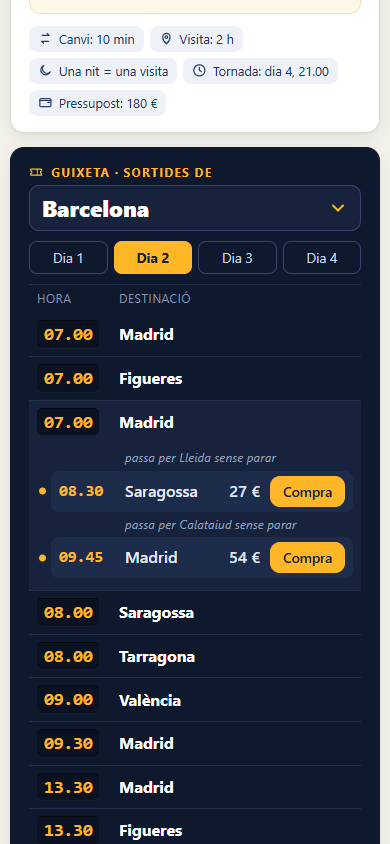 Canvi: 10 min Visita: 2 h
Una nit = una visita Tornada: dia 4, 21.00
Pressupost: 180 €
GUIXETA · SORTIDES DE
Barcelona
Dia 1 Dia 2 Dia 3 Dia 4
HORA DESTINACIÓ
07.00 Madrid
07.00 Figueres
07.00 Madrid
passa per Lleida sense parar
08.30 Saragossa 27 € Compra
passa per Calataiud sense parar
09.45 Madrid 54 € Compra
08.00 Saragossa
08.00 Tarragona
09.00 València
09.30 Madrid
13.30 Madrid
13.30 Figueres